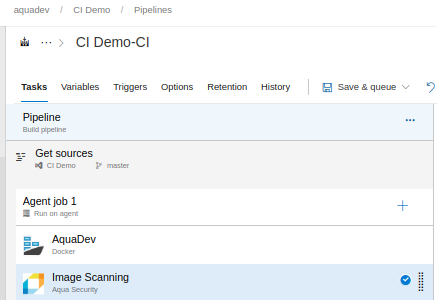 aquadev / CI Demo / Pipelines
... > CI Demo-CI
Tasks Variables Triggers Options Retention History Save & queue
Pipeline
Build pipeline
Get sources
CI Demo master
Agent job 1
Run on agent
AquaDev
Docker
Image Scanning
Aqua Security